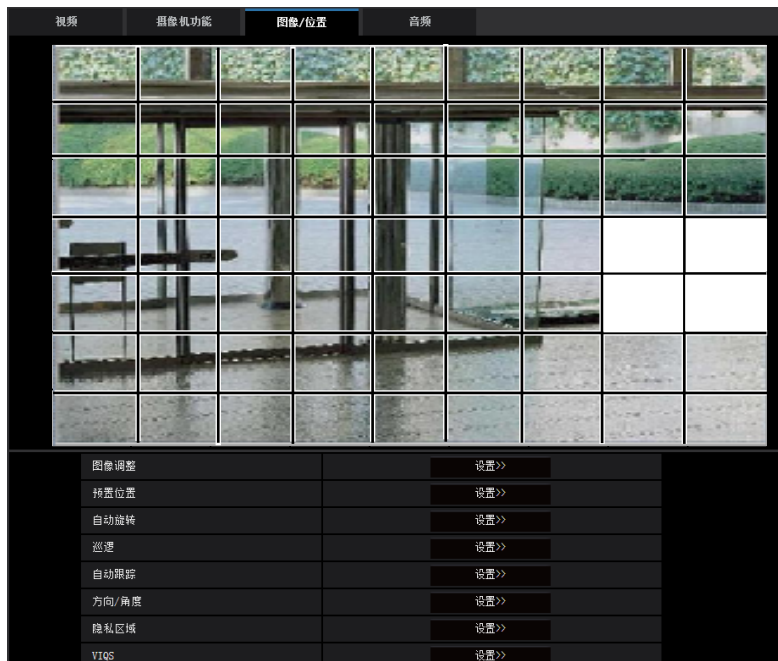 视频 摄像机功能 图像/位置 音频
图像调整 设置>>
预置位置 设置>>
自动旋转 设置>>
巡逻 设置>>
自动跟踪 设置>>
方向/角度 设置>>
隐私区域 设置>>
VIQS 设置>>